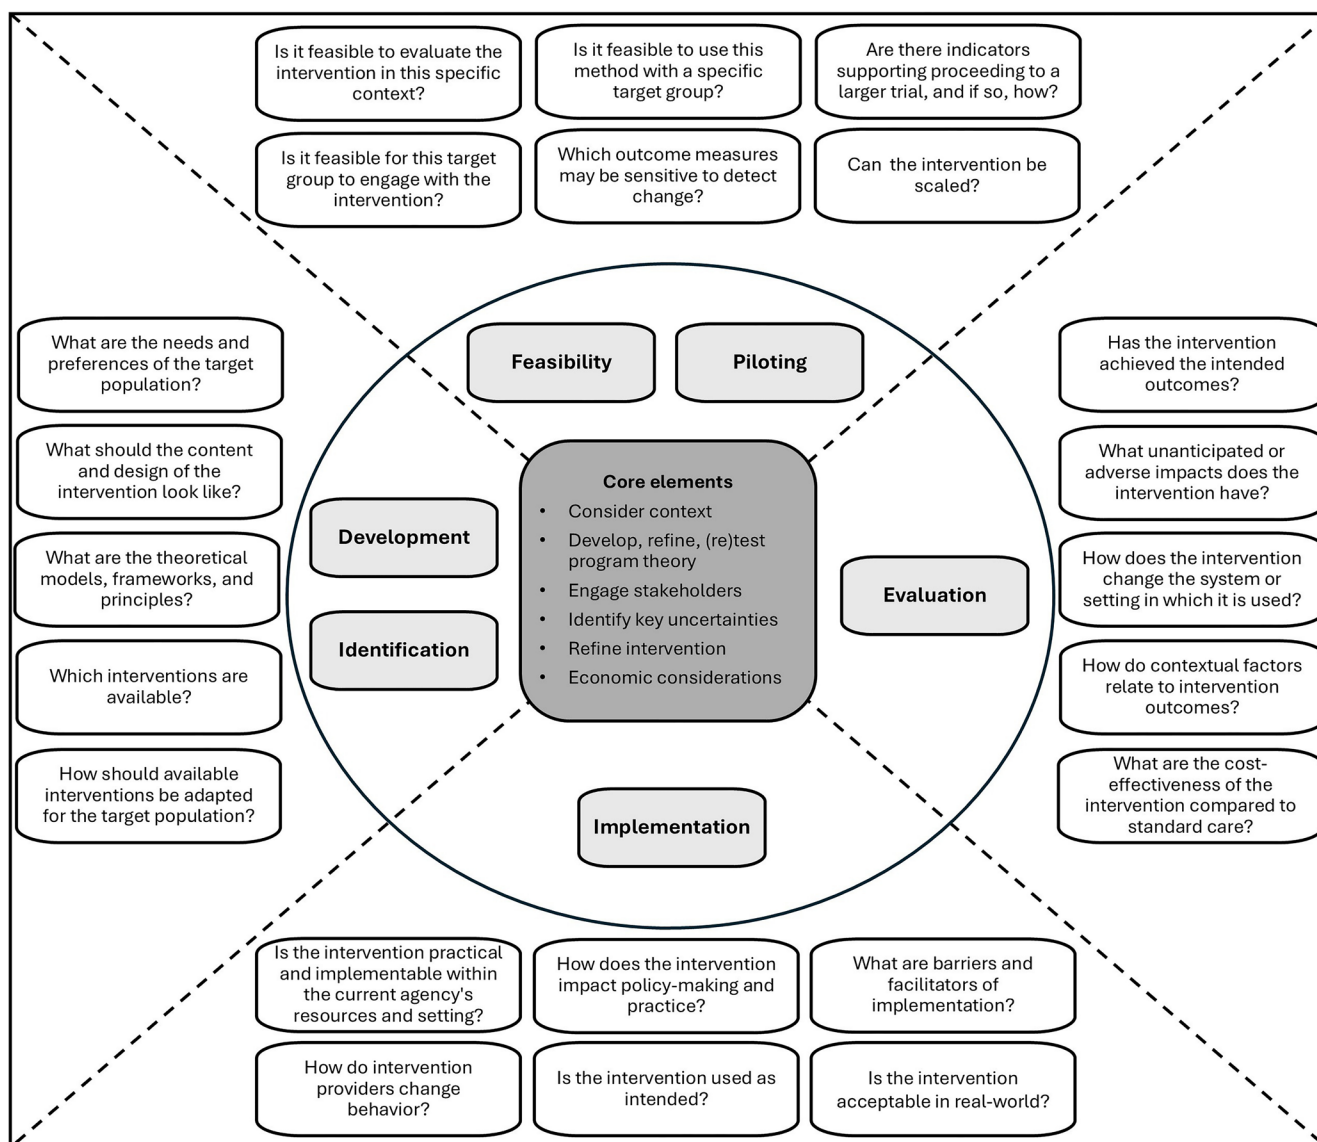 Is it feasible to evaluate the
intervention in this specific
context?
Is it feasible to use this
method with a specific
target group?
Are there indicators
supporting proceeding to a
larger trial, and if so, how?
Is it feasible for this target
group to engage with the
intervention?
Which outcome measures
may be sensitive to detect
change?
Can the intervention be
scaled?
What are the needs and
preferences of the target
population?
What should the content
and design of the
intervention look like?
What are the theoretical
models, frameworks, and
principles?
Which interventions are
available?
How should available
interventions be adapted
for the target population?
Feasibility
Piloting
Development
Identification
Core elements
• Consider context
• Develop, refine, (re)test
program theory
• Engage stakeholders
• Identify key uncertainties
• Refine intervention
• Economic considerations
Evaluation
Implementation
Has the intervention
achieved the intended
outcomes?
What unanticipated or
adverse impacts does the
intervention have?
How does the intervention
change the system or
setting in which it is used?
How do contextual factors
relate to intervention
outcomes?
What are the cost-
effectiveness of the
intervention compared to
standard care?
Is the intervention practical
and implementable within
the current agency's
resources and setting?
How does the intervention
impact policy-making and
practice?
What are barriers and
facilitators of
implementation?
How do intervention
providers change
behavior?
Is the intervention used as
intended?
Is the intervention
acceptable in real-world?